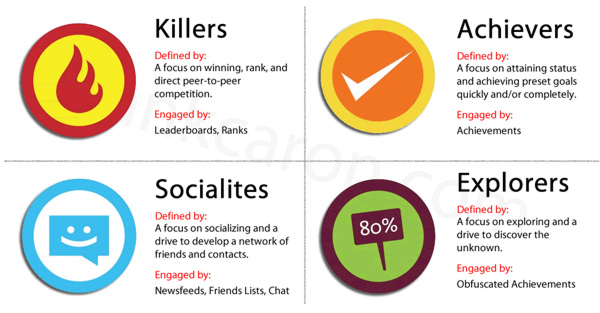 Killers
Defined by:
A focus on winning, rank, and
direct peer-to-peer
competition.
Engaged by:
Leaderboards, Ranks
Achievers
Defined by:
A focus on attaining status
and achieving preset goals
quickly and/or completely.
Engaged by:
Achievements
Socialites
Defined by:
A focus on socializing and a
drive to develop a network of
friends and contacts.
Engaged by:
Newsfeeds, Friends Lists, Chat
80%
Explorers
Defined by:
A focus on exploring and a
drive to discover the
unknown.
Engaged by:
Obfuscated Achievements